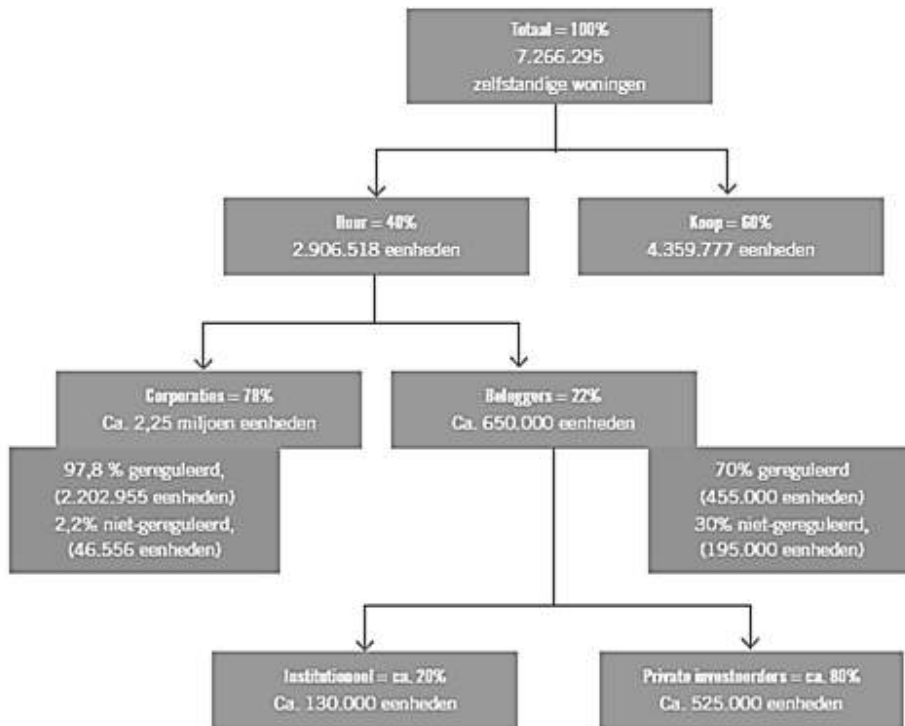 Totaal = 100%
7.266.295
zelfstandige woningen
Huur = 40%
2.906.518 eenheden
Koop = 60%
4.359.777 eenheden
Corporaties = 78%
Ca. 2,25 miljoen eenheden
Beleggers = 22%
Ca. 650.000 eenheden
97,8 % gereguleerd,
(2.202.955 eenheden)
2,2% niet-gereguleerd,
(46.556 eenheden)
70% gereguleerd
(455.000 eenheden)
30% niet-gereguleerd,
(195.000 eenheden)
Institutioneel = ca. 20%
Ca. 130.000 eenheden
Private investeerders = ca. 80%
Ca. 525.000 eenheden